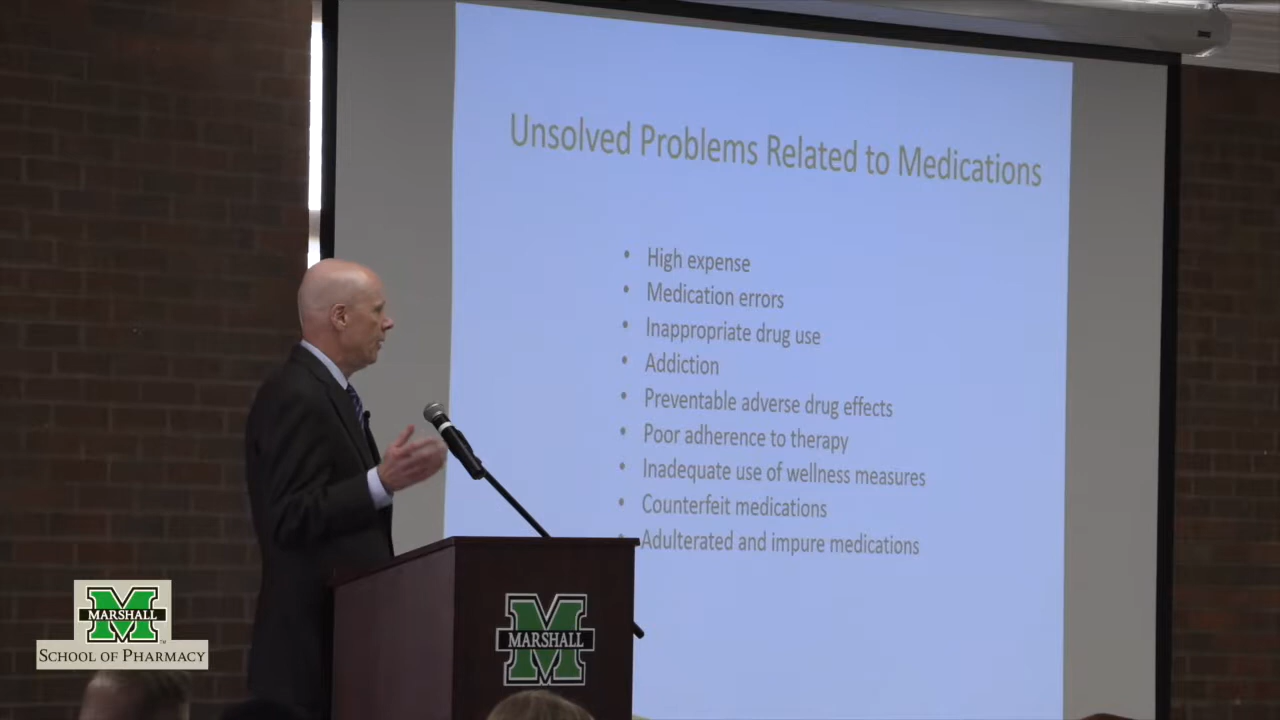 Unsolved Problems Related to Medications
• High expense
• Medication errors
• Inappropriate drug use
• Addiction
• Preventable adverse drug effects
• Poor adherence to therapy
• Inadequate use of wellness measures
• Counterfeit medications
• Adulterated and impure medications
MARSHALL
MARSHALL™
SCHOOL OF PHARMACY